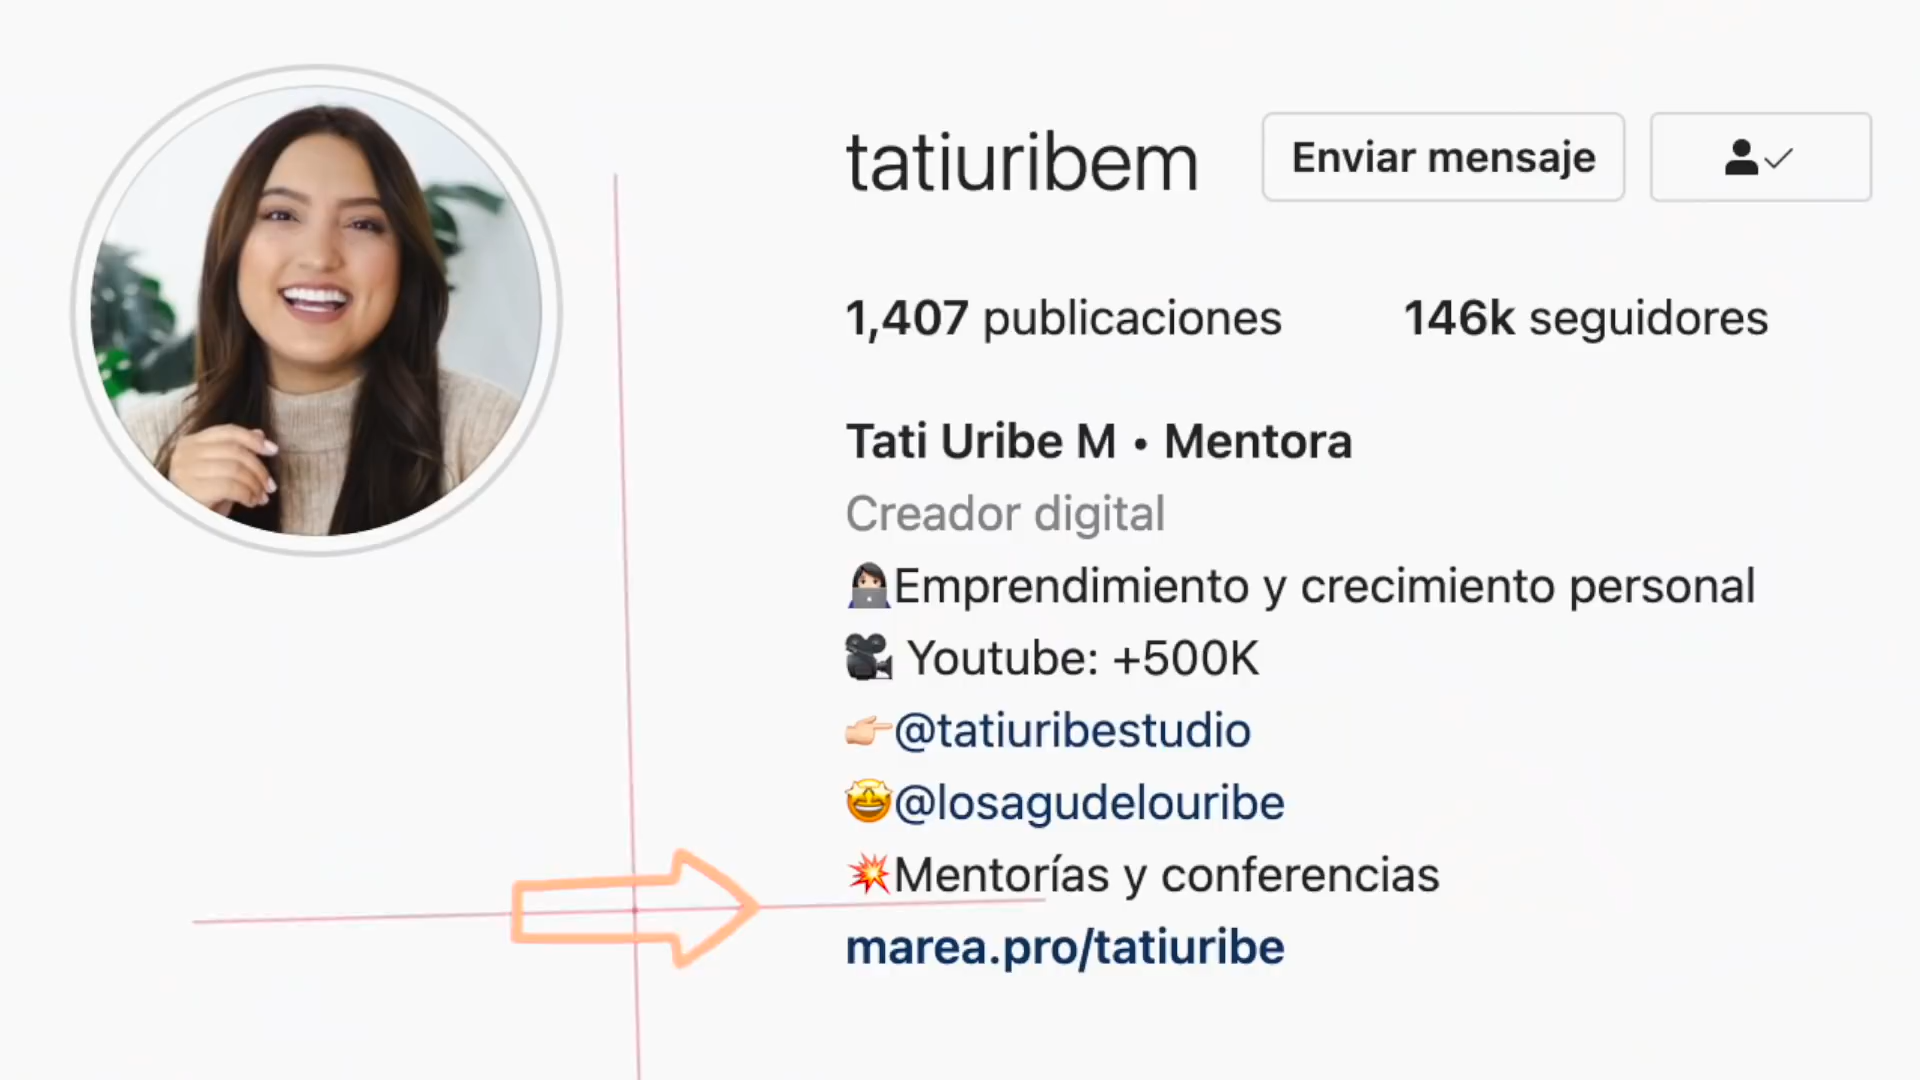 tatiuribem Enviar mensaje
1,407 publicaciones 146k seguidores
Tati Uribe M • Mentora
Creador digital
👩🏻‍💻Emprendimiento y crecimiento personal
🎥 Youtube: +500K
👉🏻@tatiuribestudio
🤩@losagudelouribe
💥Mentorías y conferencias
marea.pro/tatiuribe